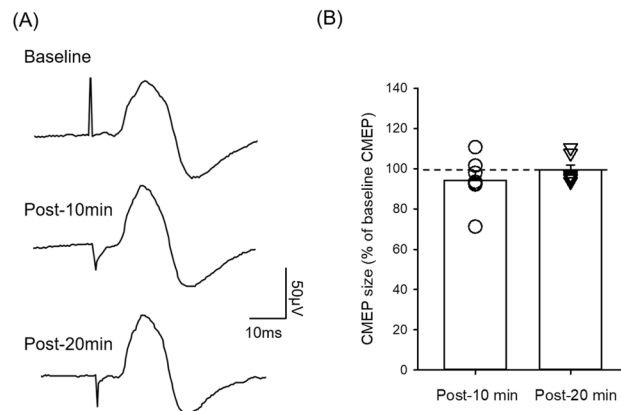 (A)
Baseline
Post-10min
Post-20min
50μV
10ms
(B)
CMEP size (% of baseline CMEP)
140
120
100
80
60
40
20
0
Post-10 min
Post-20 min